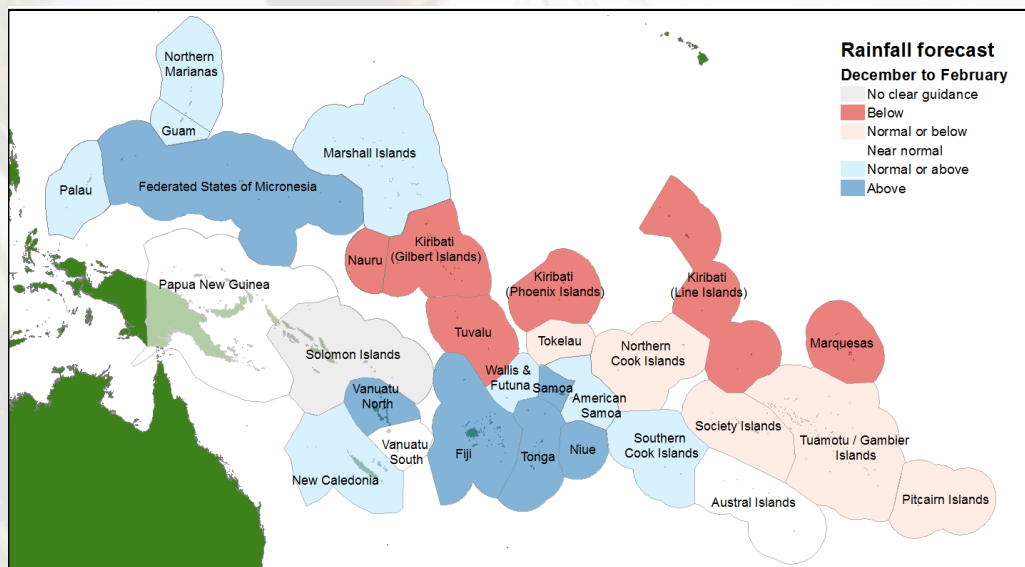 Rainfall forecast
December to February
No clear guidance
Below
Normal or below
Near normal
Normal or above
Above
Northern
Marianas
Guam
Palau
Federated States of Micronesia
Marshall Islands
Nauru
Kiribati
(Gilbert Islands)
Kiribati
(Phoenix Islands)
Kiribati
(Line Islands)
Papua New Guinea
Solomon Islands
Tuvalu
Tokelau
Northern
Cook Islands
Marquesas
Wallis &
Futuna
Samoa
American
Samoa
Vanuatu
North
Vanuatu
South
New Caledonia
Fiji
Tonga
Niue
Southern
Cook Islands
Society Islands
Tuamotu / Gambier
Islands
Austral Islands
Pitcairn Islands